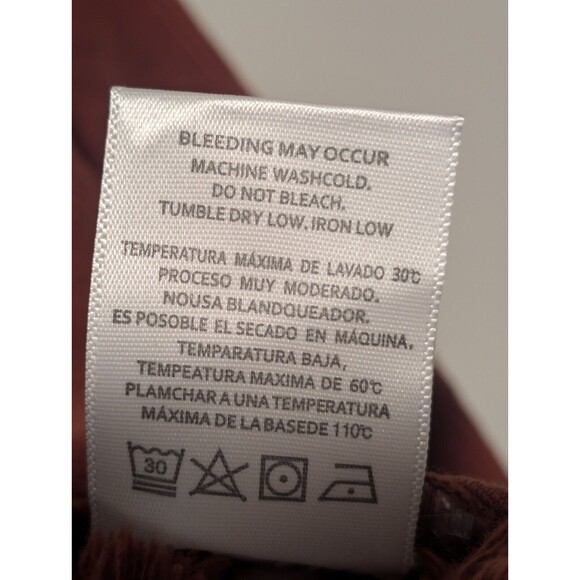 BLEEDING MAY OCCUR
MACHINE WASHCOLD.
DO NOT BLEACH.
TUMBLE DRY LOW. IRON LOW
TEMPERATURA MÁXIMA DE LAVADO 30℃
PROCESO MUY MODERADO.
NOUSA BLANDQUEADOR.
ES POSOBLE EL SECADO EN MÁQUINA.
TEMPARATURA BAJA,
TEMPEATURA MAXIMA DE 60℃
PLAMCHAR A UNA TEMPERATURA
MÁXIMA DE LA BASEDE 110℃
30